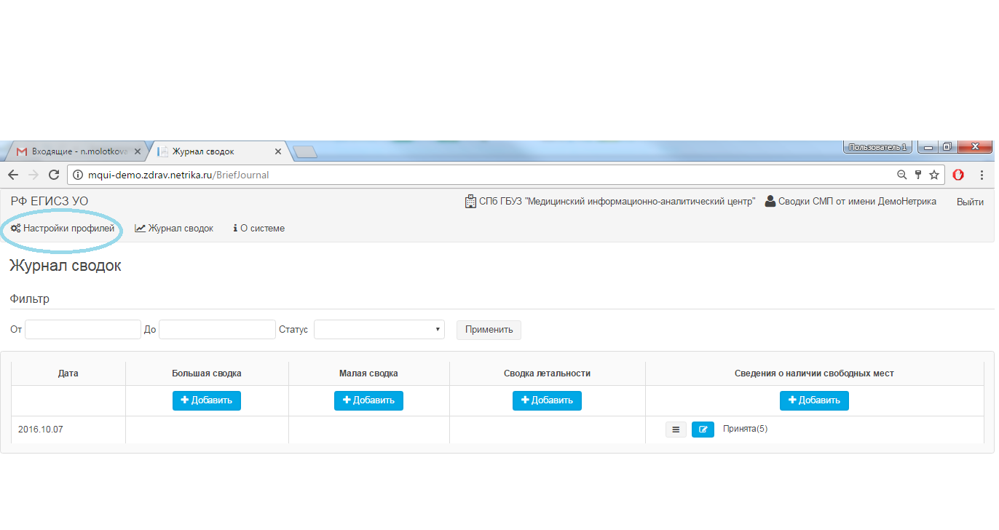 Входящие - n.molotkova
Журнал сводок
Пользователь 1
mqui-demo.zdrav.netrika.ru/BriefJournal
РФ ЕГИСЗ УО
СПб ГБУЗ "Медицинский информационно-аналитический центр"
Сводки СМП от имени ДемоНетрика
Выйти
Настройки профилей
Журнал сводок
О системе
Журнал сводок
Фильтр
От До Статус Применить
Дата Большая сводка Малая сводка Сводка летальности Сведения о наличии свободных мест
Добавить Добавить Добавить Добавить
2016.10.07 Принята(5)